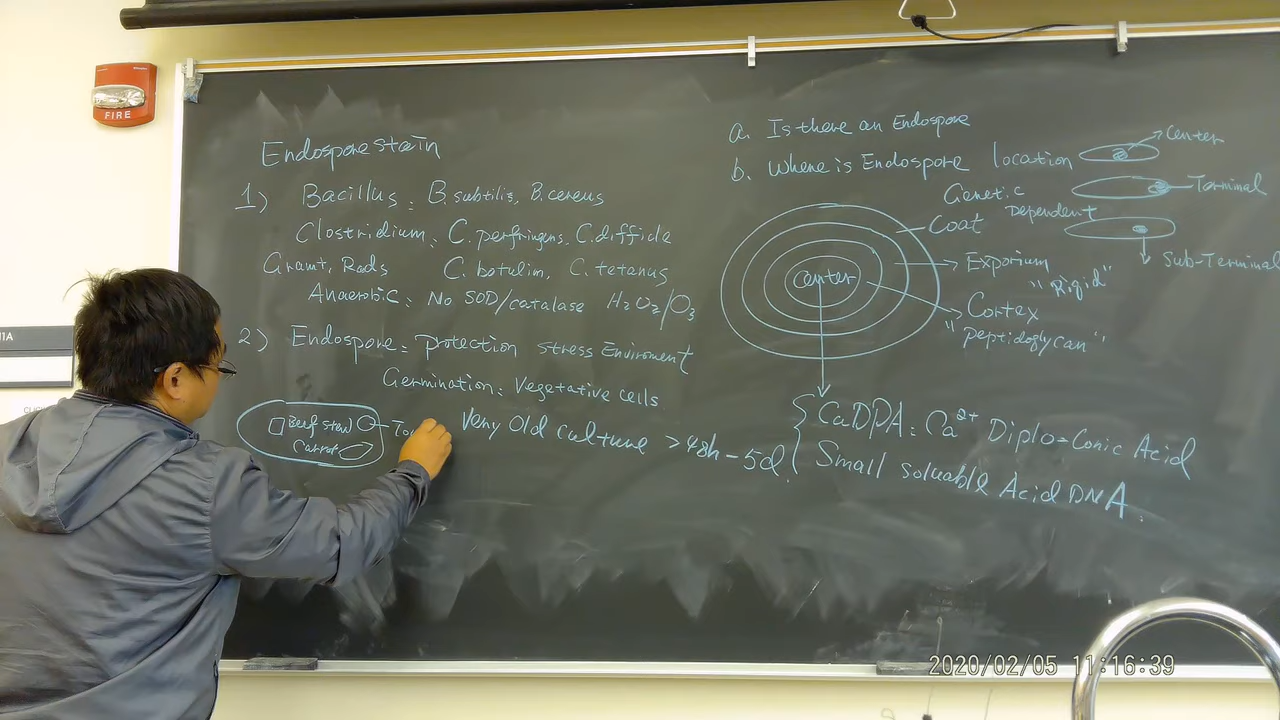 FIRE
Endospore stain
1) Bacillus: B. subtilis, B. cereus
Clostridium: C. perfringens, C. difficle
Gram+, Rods C. botulim, C. tetanus
Anaerobic: No SOD/catalase H2O2/O3
2) Endospore: protection stress Enviroment
Germination: Vegetative cells
Beef stew
Carrot
Very Old culture >48h - 5d
a. Is there an Endospore
b. Where is Endospore location
Center
Terminal
Sub-Terminal
Genetic
Dependent
Coat
Exporium
"Rigid"
Cortex
"Peptidoglycan"
Center
CaDPA: Ca2+ Diplo-Conic Acid
Small soluable Acid DNA.
1A
2020/02/05 11:16:39